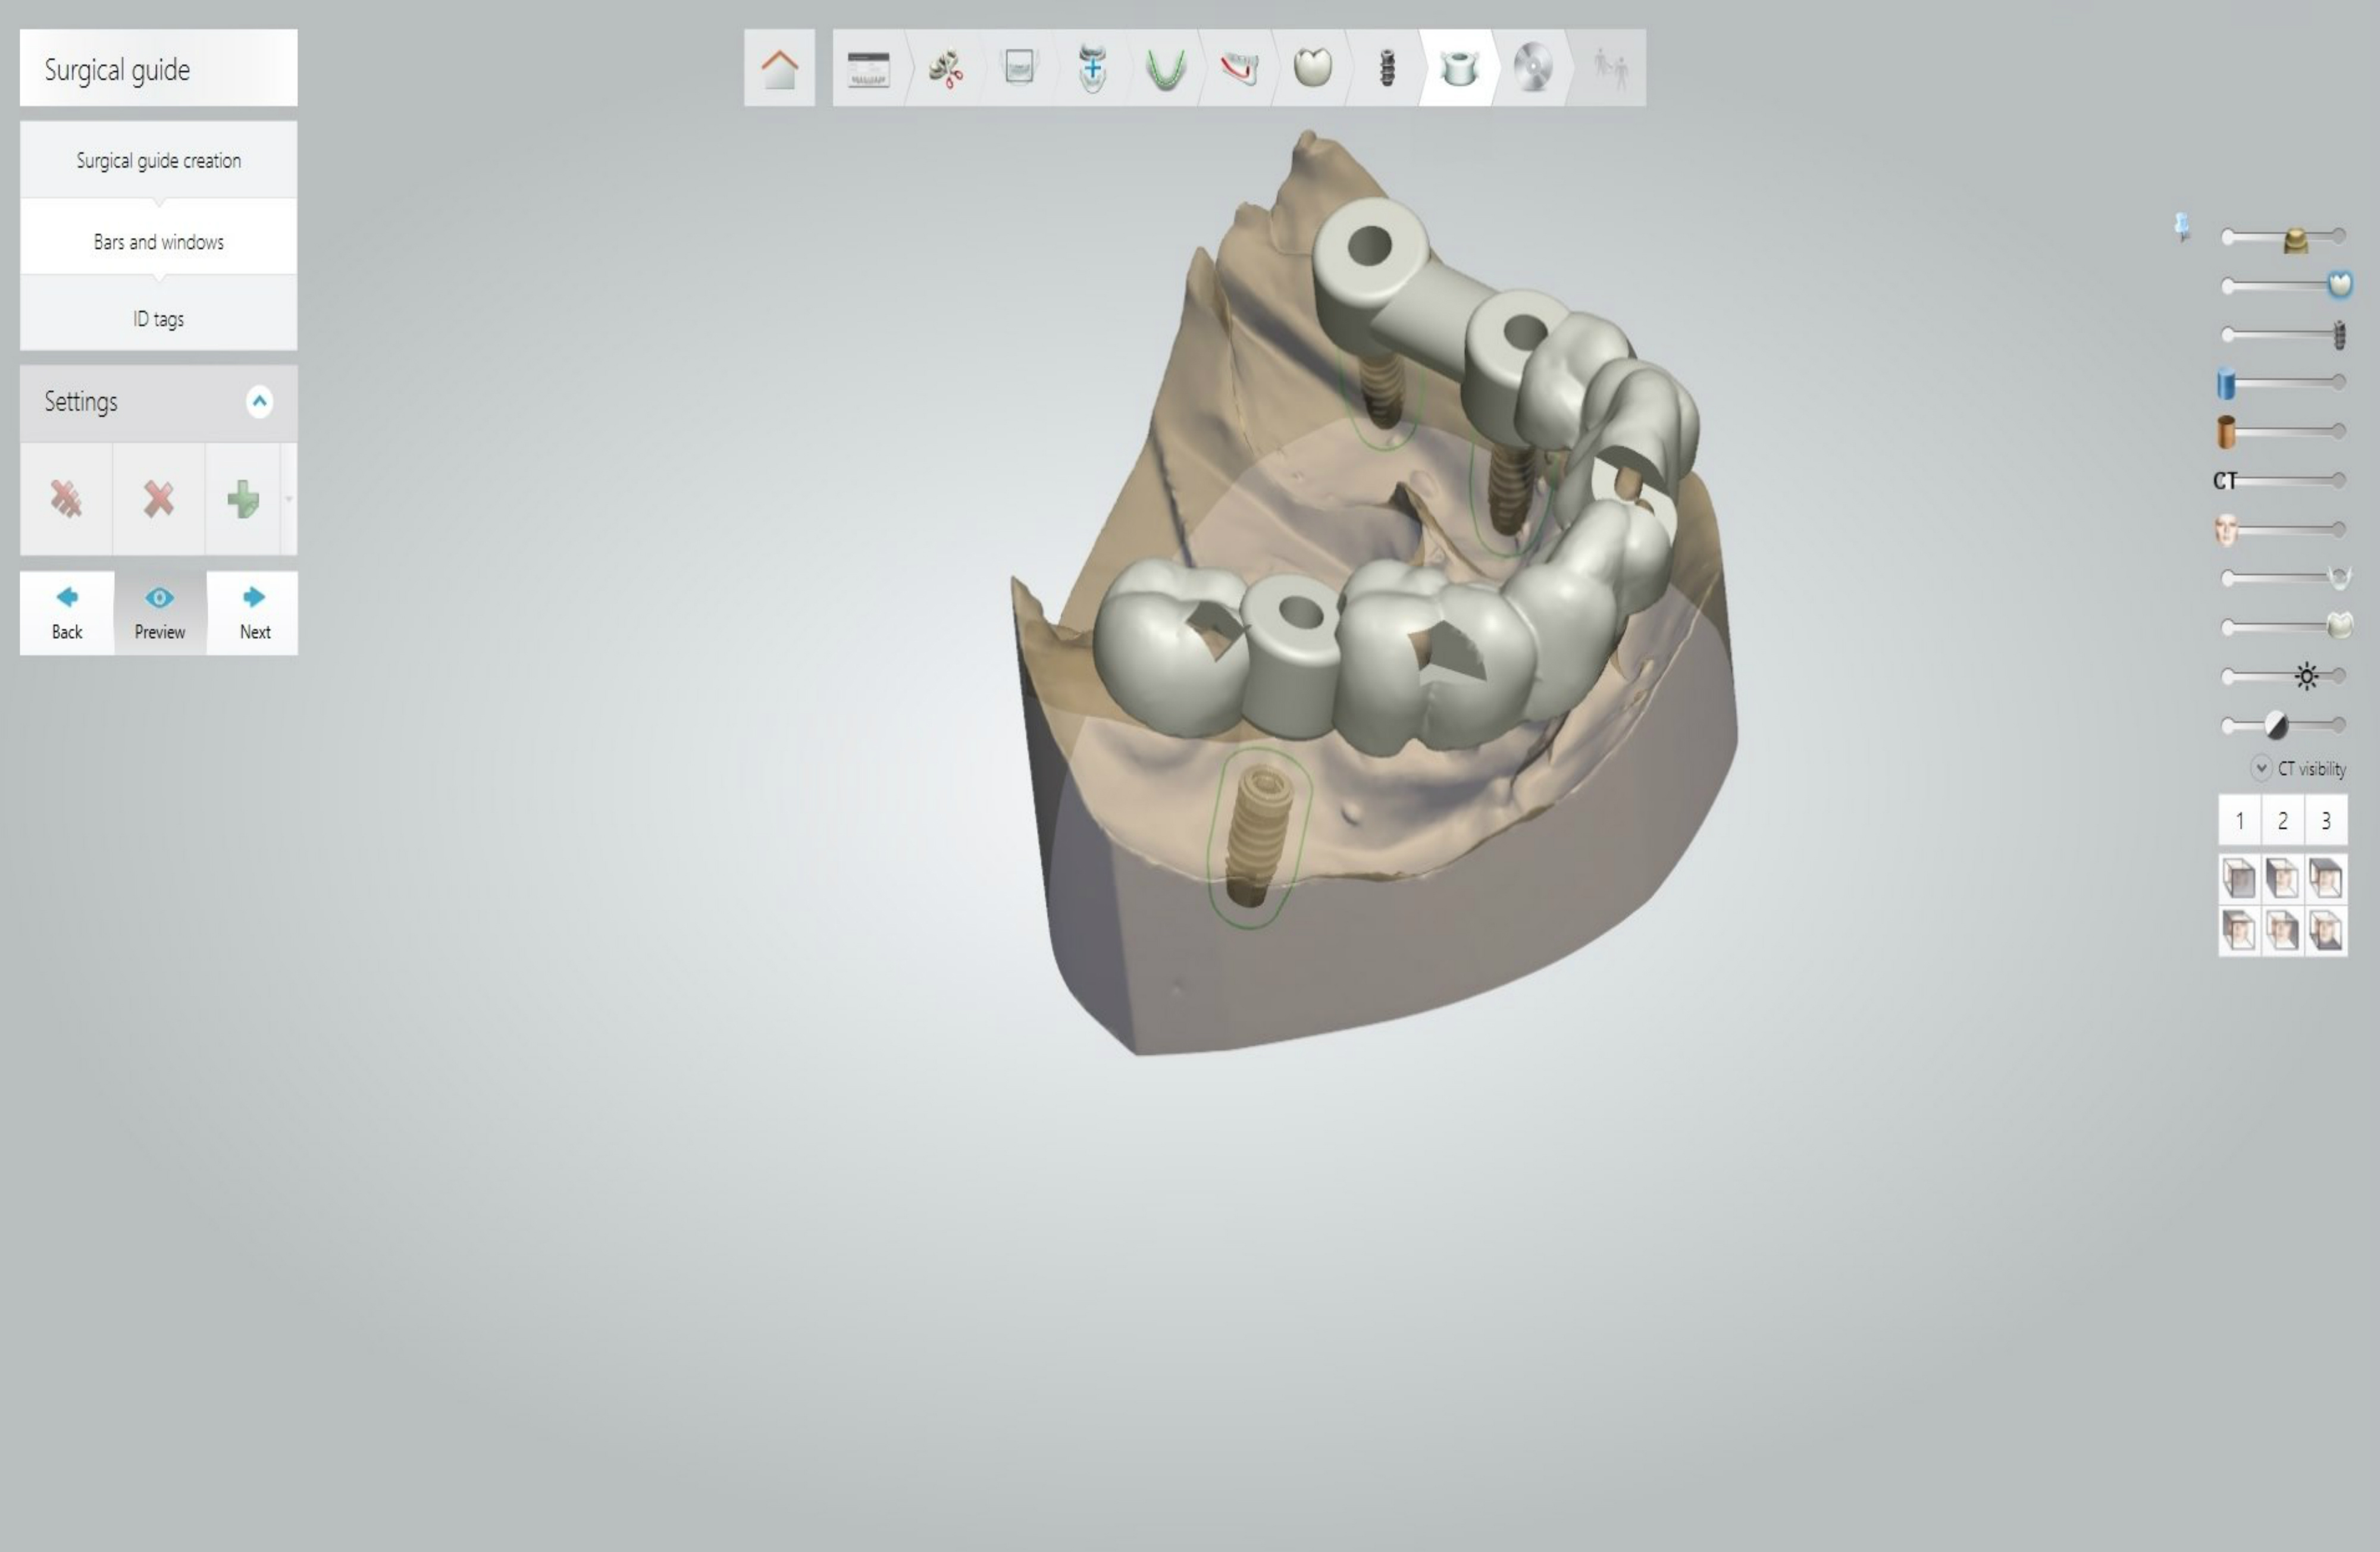 Surgical guide
Surgical guide creation
Bars and windows
ID tags
Settings
Back
Preview
Next
CT
CT visibility
1 2 3